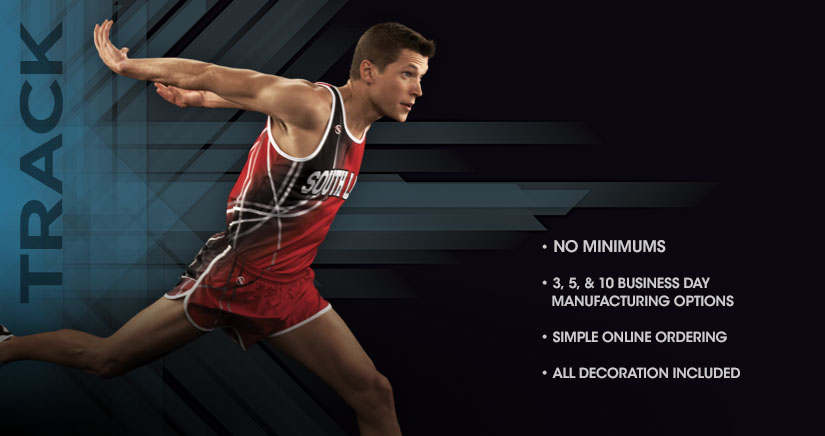 TRACK
SOUTH
• NO MINIMUMS
• 3, 5, & 10 BUSINESS DAY
MANUFACTURING OPTIONS
• SIMPLE ONLINE ORDERING
• ALL DECORATION INCLUDED